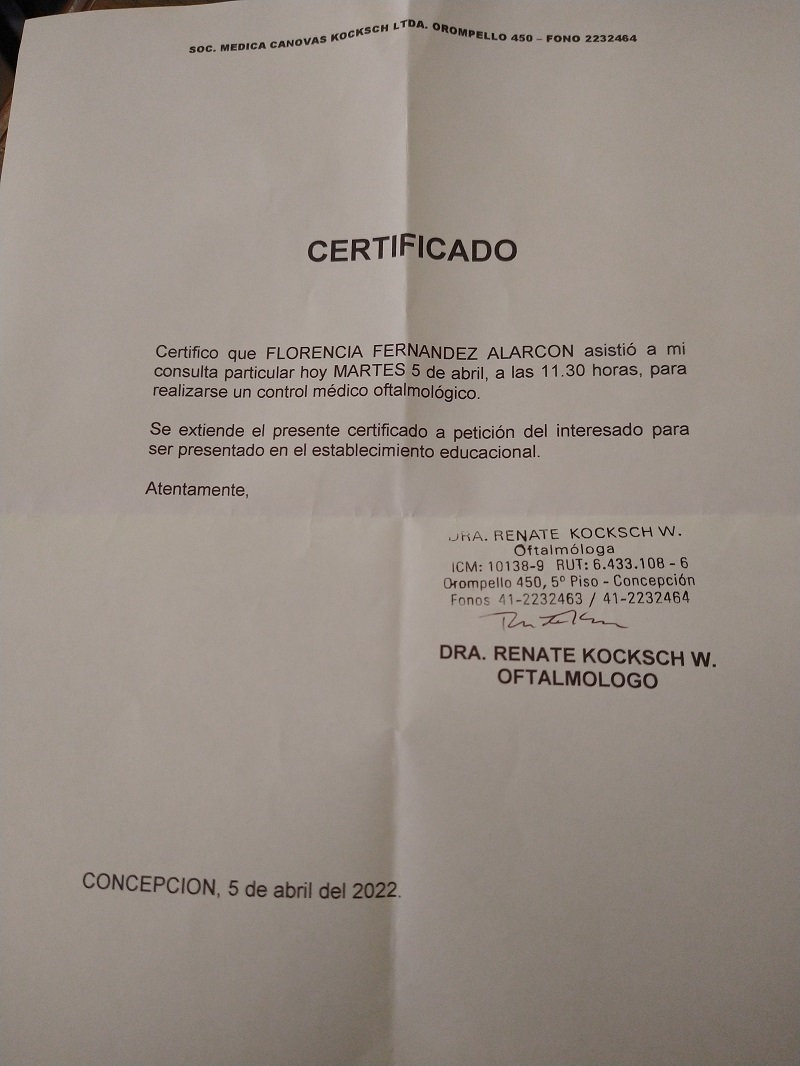 SOC. MEDICA CANOVAS KOCKSCH LTDA. OROMPELLO 450 – FONO 2232464
CERTIFICADO
Certifico que FLORENCIA FERNANDEZ ALARCON asistió a mi
consulta particular hoy MARTES 5 de abril, a las 11.30 horas, para
realizarse un control médico oftalmológico.
Se extiende el presente certificado a petición del interesado para
ser presentado en el establecimiento educacional.
Atentamente,
DRA. RENATE KOCKSCH W.
Oftalmóloga
ICM: 10138-9 RUT: 6.433.108 - 6
Orompello 450, 5º Piso - Concepción
Fonos 41-2232463 / 41-2232464
DRA. RENATE KOCKSCH W.
OFTALMOLOGO
CONCEPCION, 5 de abril del 2022.